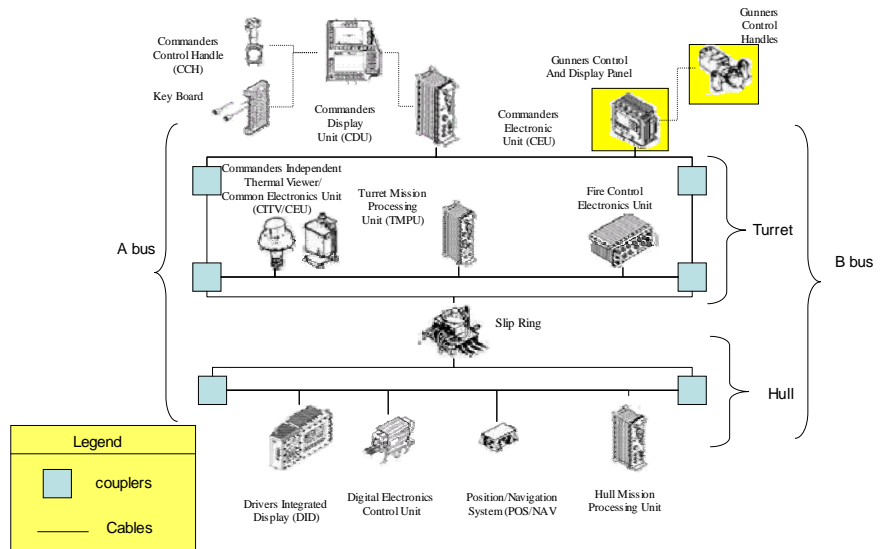 Gunners
Control
Handles
Commanders
Control Handle
(CCH)
Gunners Control
And Display Panel
Key Board
Commanders
Display
Unit (CDU)
Commanders
Electronic
Unit (CEU)
Commanders Independent
Thermal Viewer/
Common Electronics Unit
(CITV/CEU)
Turret Mission
Processing
Unit (TMPU)
Fire Control
Electronics Unit
Turret
A bus
B bus
Slip Ring
Hull
Legend
couplers
Cables
Drivers Integrated
Display (DID)
Digital Electronics
Control Unit
Position/Navigation
System (POS/NAV
Hull Mission
Processing Unit